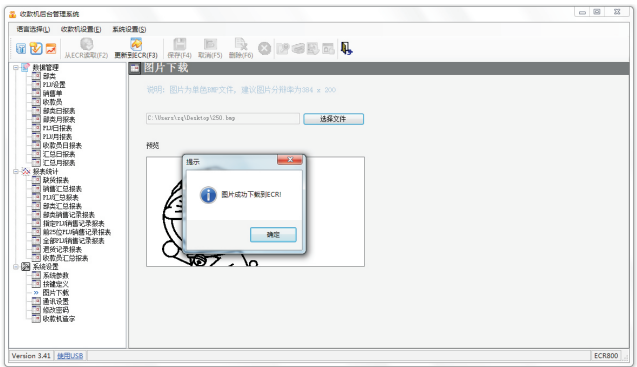 收款机后台管理系统
语言选择(L) 收款机设置(E) 系统设置(S)
从ECR读取(F2) 更新到ECR(F3) 保存(F4) 取消(F5) 删除(F6)
数据管理
部类
PLU设置
销售单
收款员
部类日报表
部类月报表
PLU日报表
PLU月报表
收款员日报表
汇总日报表
汇总月报表
报表统计
缺货报表
销售汇总报表
PLU汇总报表
部类汇总报表
部类销售记录报表
指定PLU销售记录报表
前25位PLU销售记录报表
全部PLU销售记录报表
退货记录报表
收款员汇总报表
系统设置
系统参数
按键定义
图片下载
通讯设置
修改密码
收款机签字
图片下载
说明: 图片为单色BMP文件, 建议图片分辨率为384 x 200
C:\Users\zq\Desktop\250.bmp 选择文件
预览
提示
图片成功下载到ECR!
确定
Version 3.41 使用USB ECR800